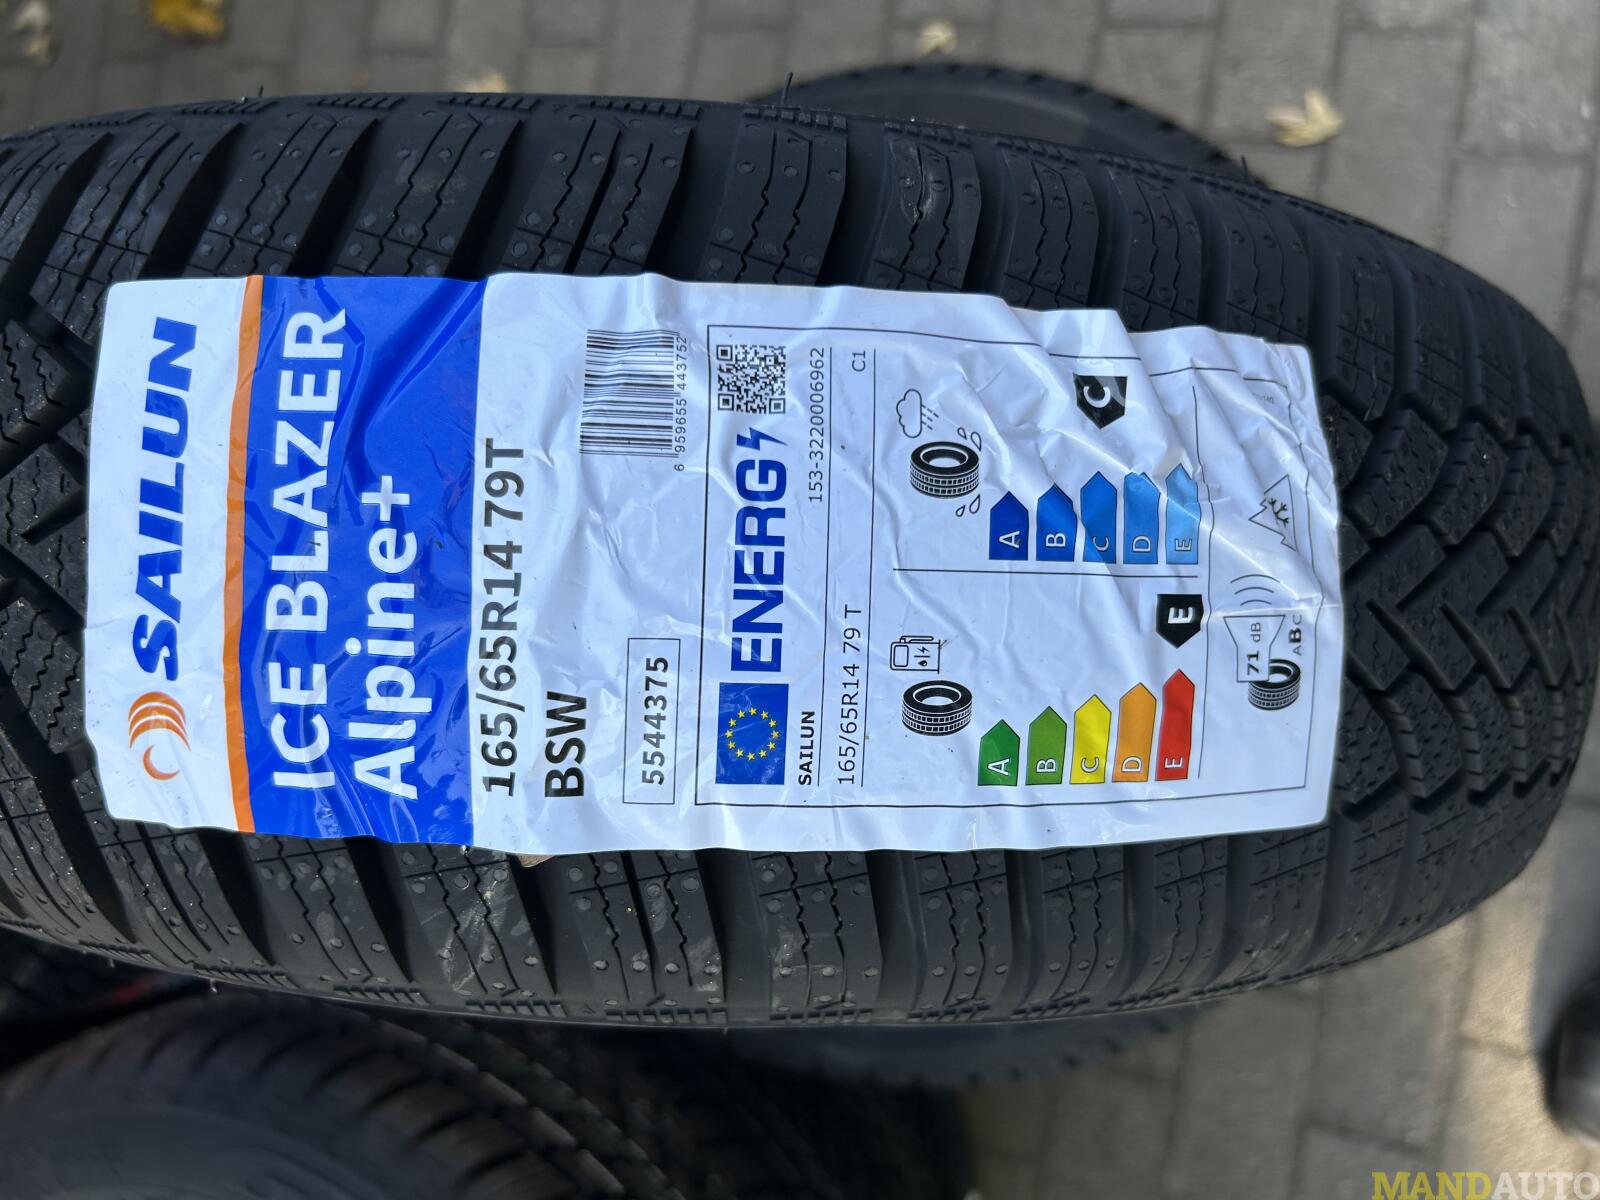 SAILUN
ICE BLAZER
Alpine+
165/65R14 79T
BSW
5544375
6 959655 443752
ENERG
SAILUN
153-3220006962
165/65R14 79 T
C1
A
B
C
D
E
E
A
B
C
D
E
C
71 dB
ABC
MANDAUTO